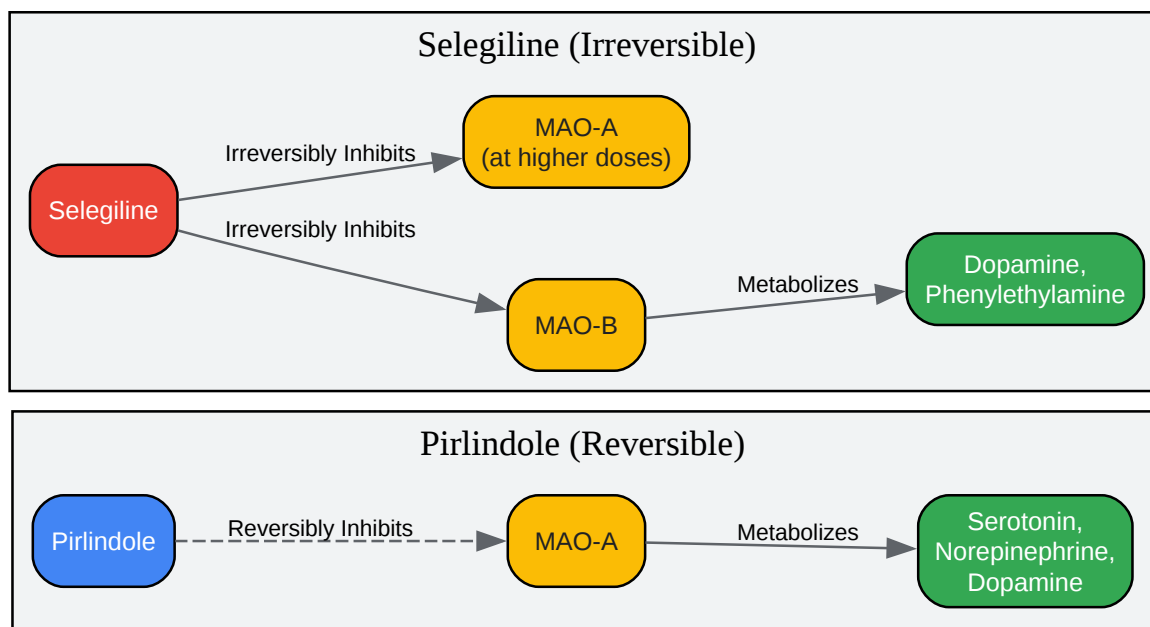 Selegiline (Irreversible)
MAO-A
(at higher doses)
Irreversibly Inhibits
Selegiline
Irreversibly Inhibits
MAO-B
Metabolizes
Dopamine,
Phenylethylamine
Pirlindole (Reversible)
Pirlindole
Reversibly Inhibits
MAO-A
Metabolizes
Serotonin,
Norepinephrine,
Dopamine